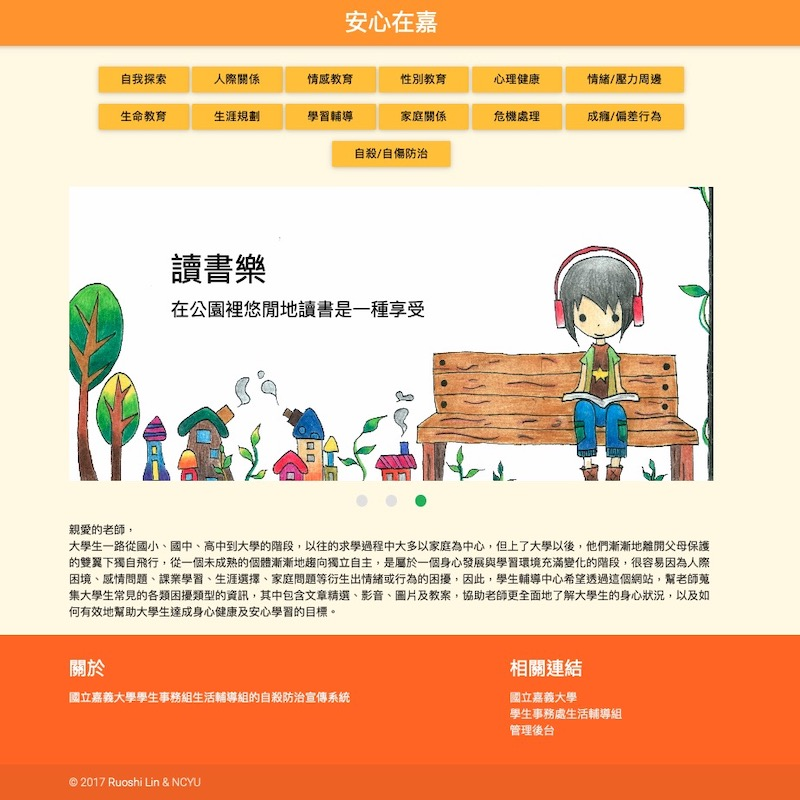 安心在嘉
自我探索 人際關係 情感教育 性別教育 心理健康 情緒/壓力周邊
生命教育 生涯規劃 學習輔導 家庭關係 危機處理 成癮/偏差行為
自殺/自傷防治
讀書樂
在公園裡悠閒地讀書是一種享受
親愛的老師，
大學生一路從國小、國中、高中到大學的階段，以往的求學過程中大多以家庭為中心，但上了大學以後，他們漸漸地離開父母保護
的雙翼下獨自飛行，從一個未成熟的個體漸漸地趨向獨立自主，是屬於一個身心發展與學習環境充滿變化的階段，很容易因為人際
困境、感情問題、課業學習、生涯選擇、家庭問題等衍生出情緒或行為的困擾，因此，學生輔導中心希望透過這個網站，幫老師蒐
集大學生常見的各類困擾類型的資訊，其中包含文章精選、影音、圖片及教案，協助老師更全面地了解大學生的身心狀況，以及如
何有效地幫助大學生達成身心健康及安心學習的目標。
關於
國立嘉義大學學生事務組生活輔導組的自殺防治宣傳系統
相關連結
國立嘉義大學
學生事務處生活輔導組
管理後台
© 2017 Ruoshi Lin & NCYU